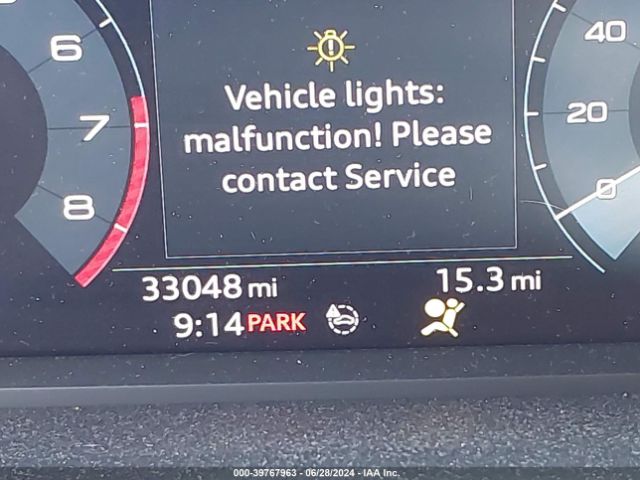 6
7
8
Vehicle lights:
malfunction! Please
contact Service
40
20
0
33048 mi
15.3 mi
9:14 PARK
000-39767963 - 06/28/2024 - IAA Inc.